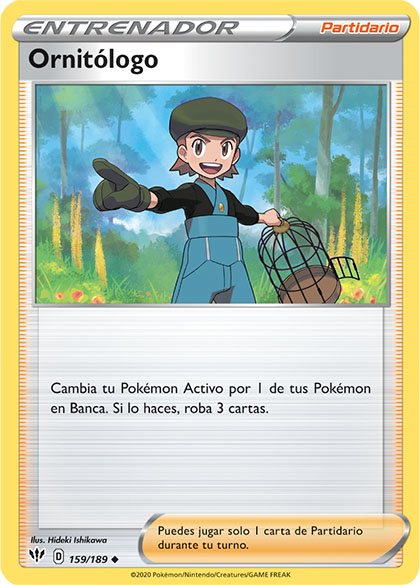 ENTRENADOR Partidario
Ornitólogo
Cambia tu Pokémon Activo por 1 de tus Pokémon
en Banca. Si lo haces, roba 3 cartas.
Ilus. Hideki Ishikawa
Puedes jugar solo 1 carta de Partidario
durante tu turno.
D 159/189
©2020 Pokémon/Nintendo/Creatures/GAME FREAK